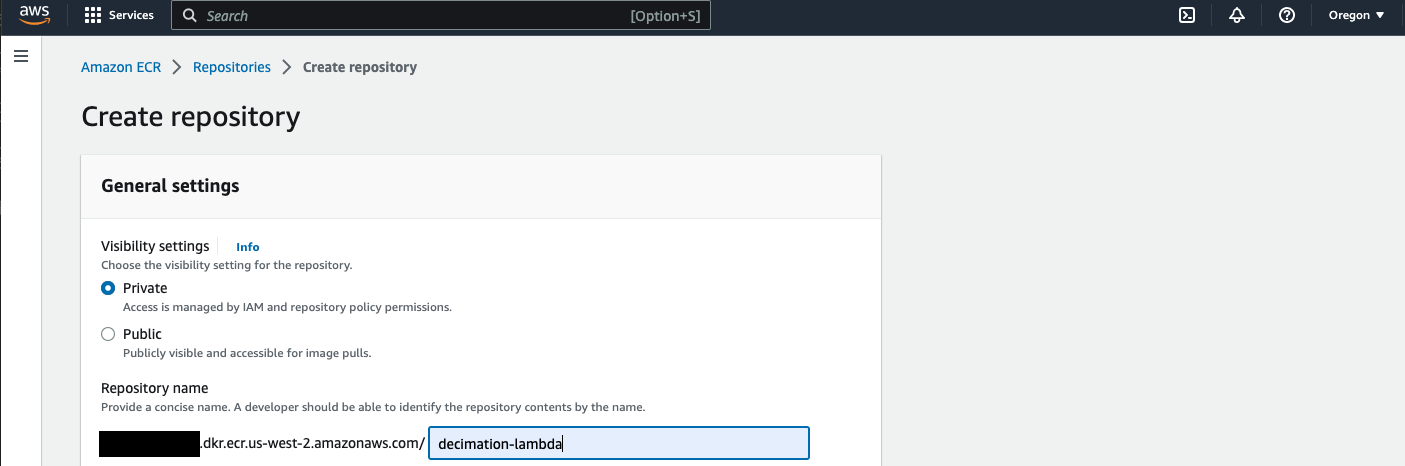 aws Services Search [Option+S] Oregon
Amazon ECR Repositories Create repository
Create repository
General settings
Visibility settings Info
Choose the visibility setting for the repository.
Private
Access is managed by IAM and repository policy permissions.
Public
Publicly visible and accessible for image pulls.
Repository name
Provide a concise name. A developer should be able to identify the repository contents by the name.
.dkr.ecr.us-west-2.amazonaws.com/ decimation-lambda